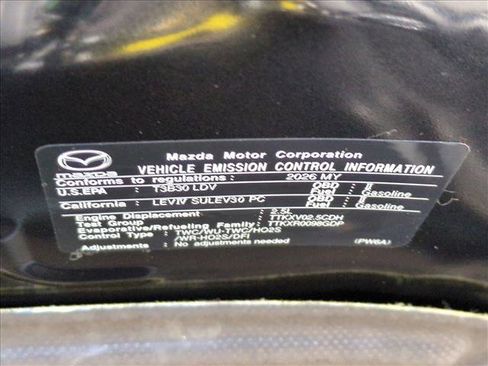 Mazda Motor Corporation
mazda
VEHICLE EMISSION CONTROL INFORMATION
Conforms to regulations : 2026 MY
U.S.EPA : T3B30 LDV OBD : II
Fuel : Gasoline
California : LEVIV SULEV30 PC OBD : II
Fuel : Gasoline
Engine Displacement : 2.5L
Test Group : TTKXV02.5CDH
Evaporative/Refueling Family : TTKXR0098GDP
Control Type : TWC/WU-TWC/HO2S
/WR-HO2S/DFI
Adjustments : No adjustments needed (PW6A)